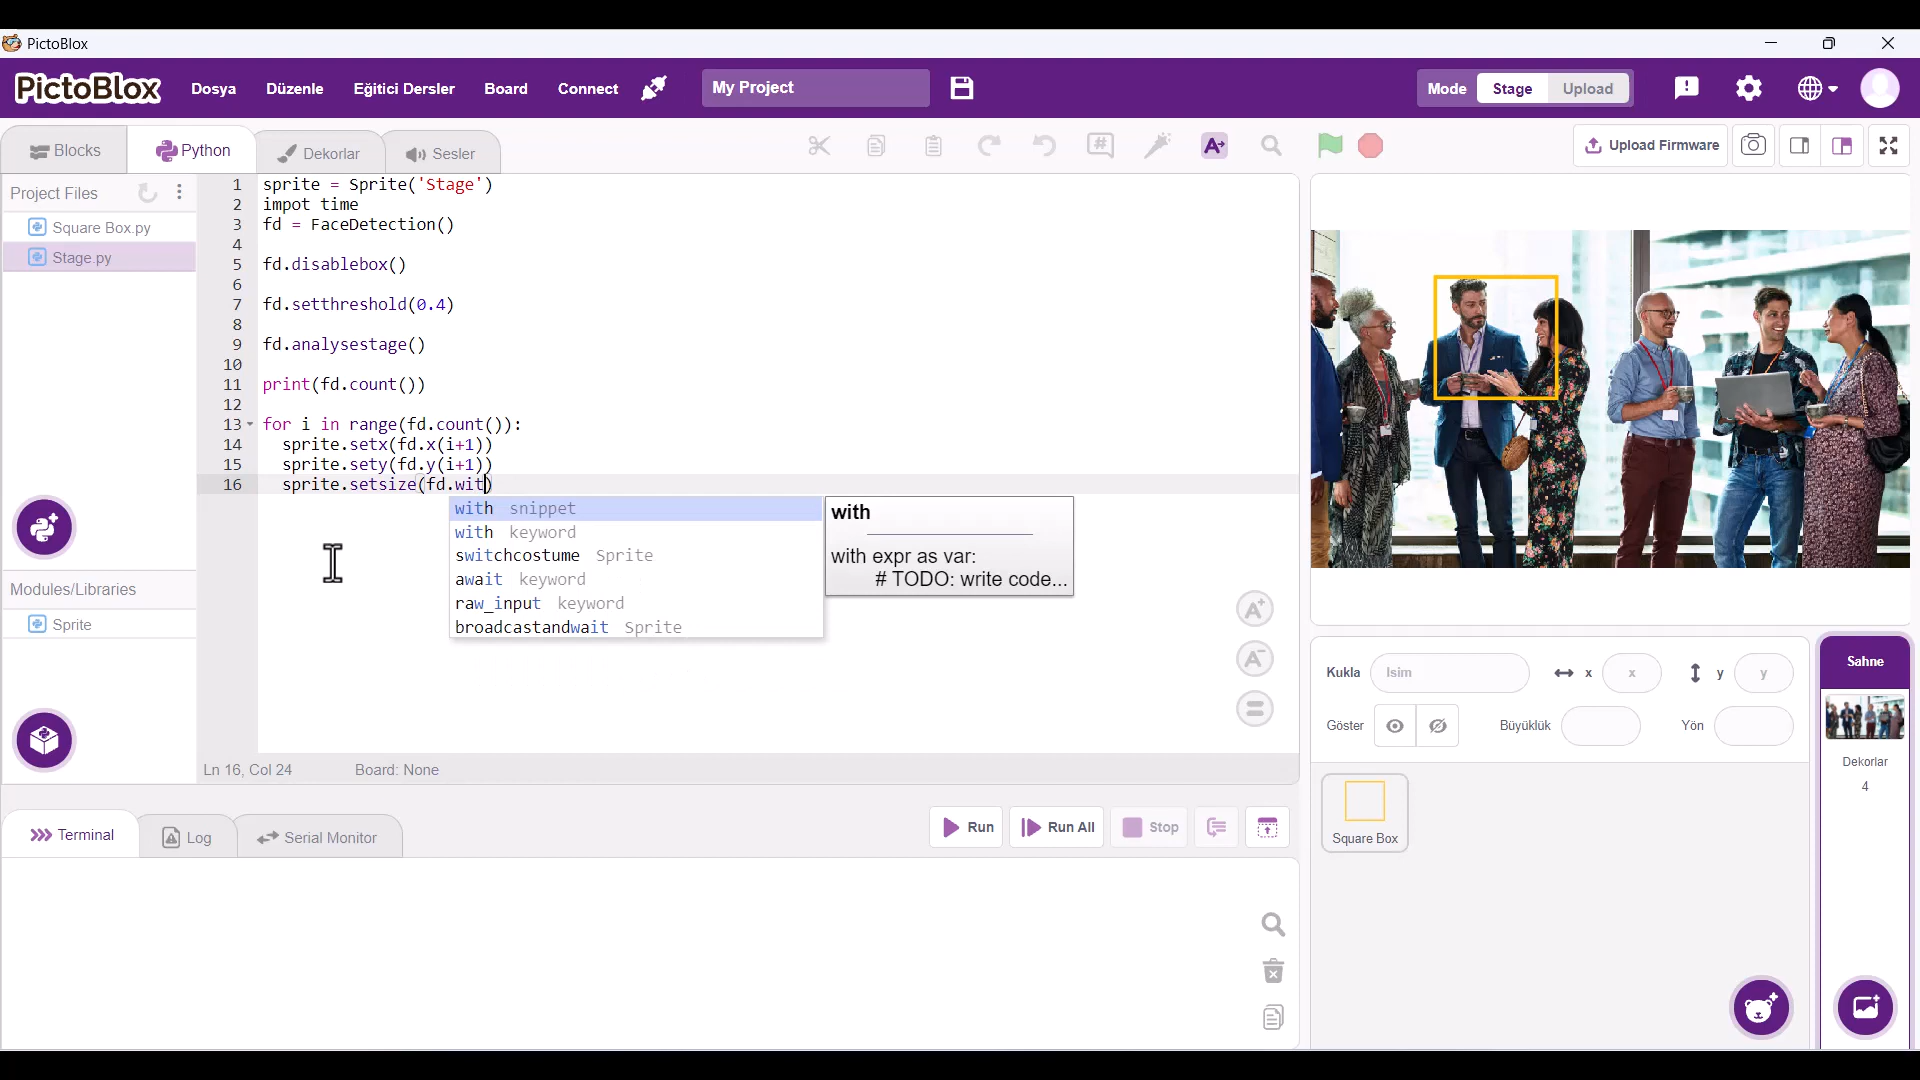 PictoBlox
PictoBlox Dosya Düzenle Eğitici Dersler Board Connect My Project Mode Stage Upload
Blocks Python Dekorlar Sesler Upload Firmware
Project Files
Square Box.py
Stage.py
1 sprite = Sprite('Stage')
2 impot time
3 fd = FaceDetection()
4
5 fd.disablebox()
6
7 fd.setthreshold(0.4)
8
9 fd.analysestage()
10
11 print(fd.count())
12
13 for i in range(fd.count()):
14 sprite.setx(fd.x(i+1))
15 sprite.sety(fd.y(i+1))
16 sprite.setsize(fd.wit)
with snippet
with keyword
switchcostume Sprite
await keyword
raw_input keyword
broadcastandwait Sprite
with
with expr as var:
# TODO: write code...
A+
A-
Modules/Libraries
Sprite
Ln 16, Col 24 Board: None
Terminal Log Serial Monitor Run Run All Stop
Kukla Isim x x y y
Göster Büyüklük Yön
Square Box
Sahne
Dekorlar
4